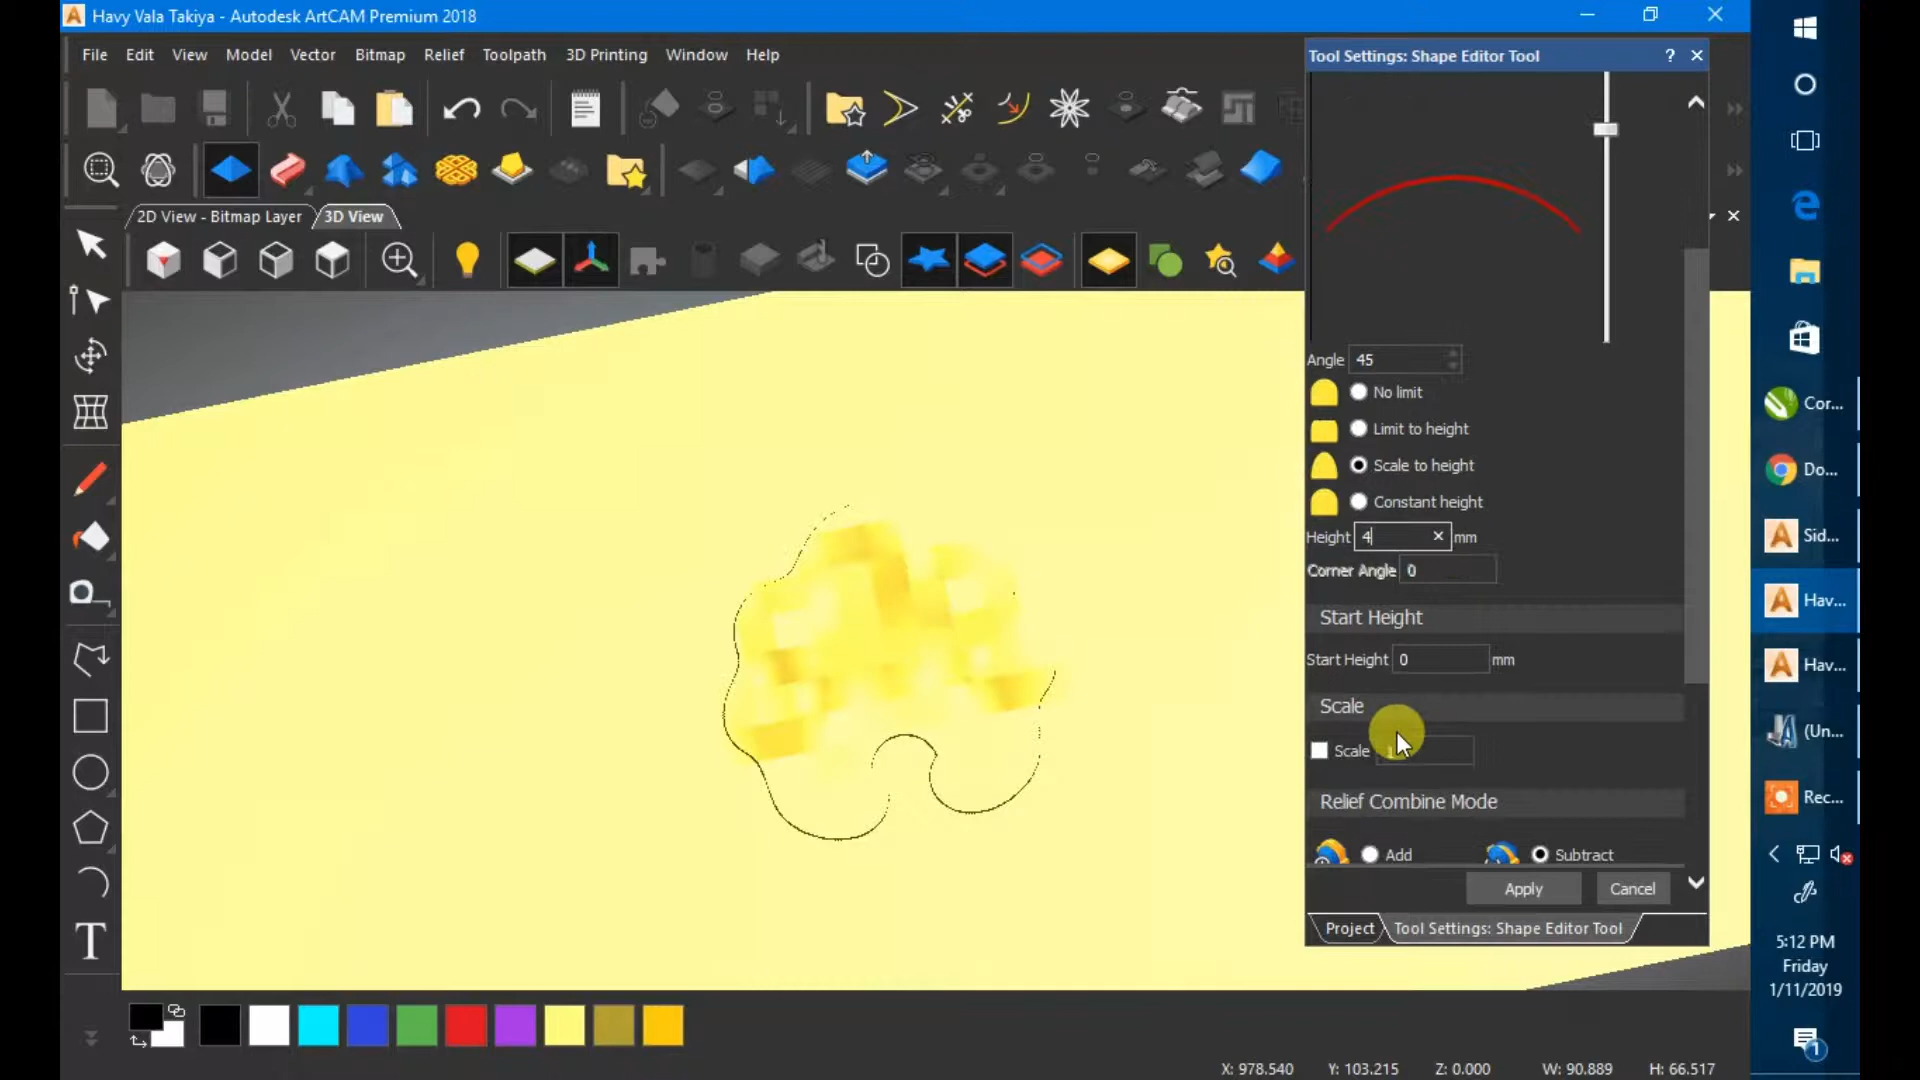 Havy Vala Takiya - Autodesk ArtCAM Premium 2018
File Edit View Model Vector Bitmap Relief Toolpath 3D Printing Window Help
Tool Settings: Shape Editor Tool ? ×
2D View - Bitmap Layer 3D View
Angle 45
No limit
Limit to height
Scale to height
Constant height
Height 4 mm
Corner Angle 0
Start Height
Start Height 0 mm
Scale
Scale
Relief Combine Mode
Add Subtract
Apply Cancel
Project Tool Settings: Shape Editor Tool
T
Cor...
Do...
Sid...
Hav...
Hav...
(Un...
Rec...
5:12 PM
Friday
1/11/2019
1
X: 978.540 Y: 103.215 Z: 0.000 W: 90.889 H: 66.517